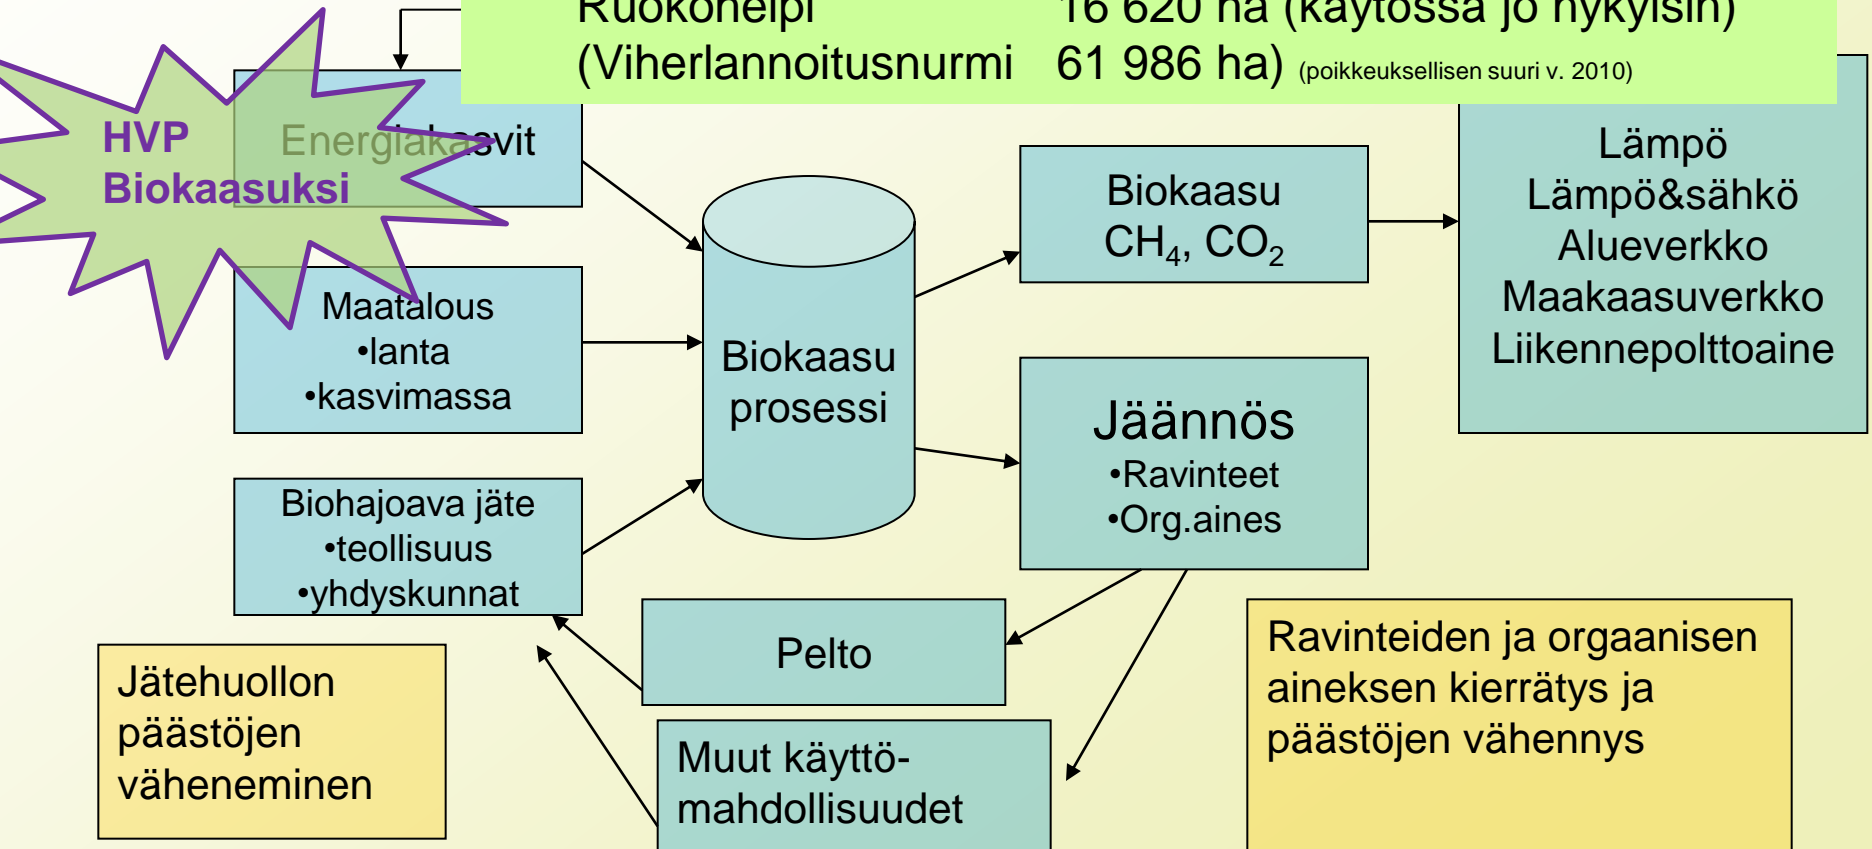 Ruokohelpi 16 620 ha (käytössä jo nykyisin)
(Viherlannoitusnurmi 61 986 ha) (poikkeuksellisen suuri v. 2010)
HVP
Biokaasuksi
Energiakasvit
Maatalous
•lanta
•kasvimassa
Biohajoava jäte
•teollisuus
•yhdyskunnat
Biokaasu
prosessi
Biokaasu
CH₄, CO₂
Lämpö
Lämpö&sähkö
Alueverkko
Maakaasuverkko
Liikennepolttoaine
Jäännös
•Ravinteet
•Org.aines
Pelto
Muut käyttö-
mahdollisuudet
Jätehuollon
päästöjen
väheneminen
Ravinteiden ja orgaanisen
aineksen kierrätys ja
päästöjen vähennys